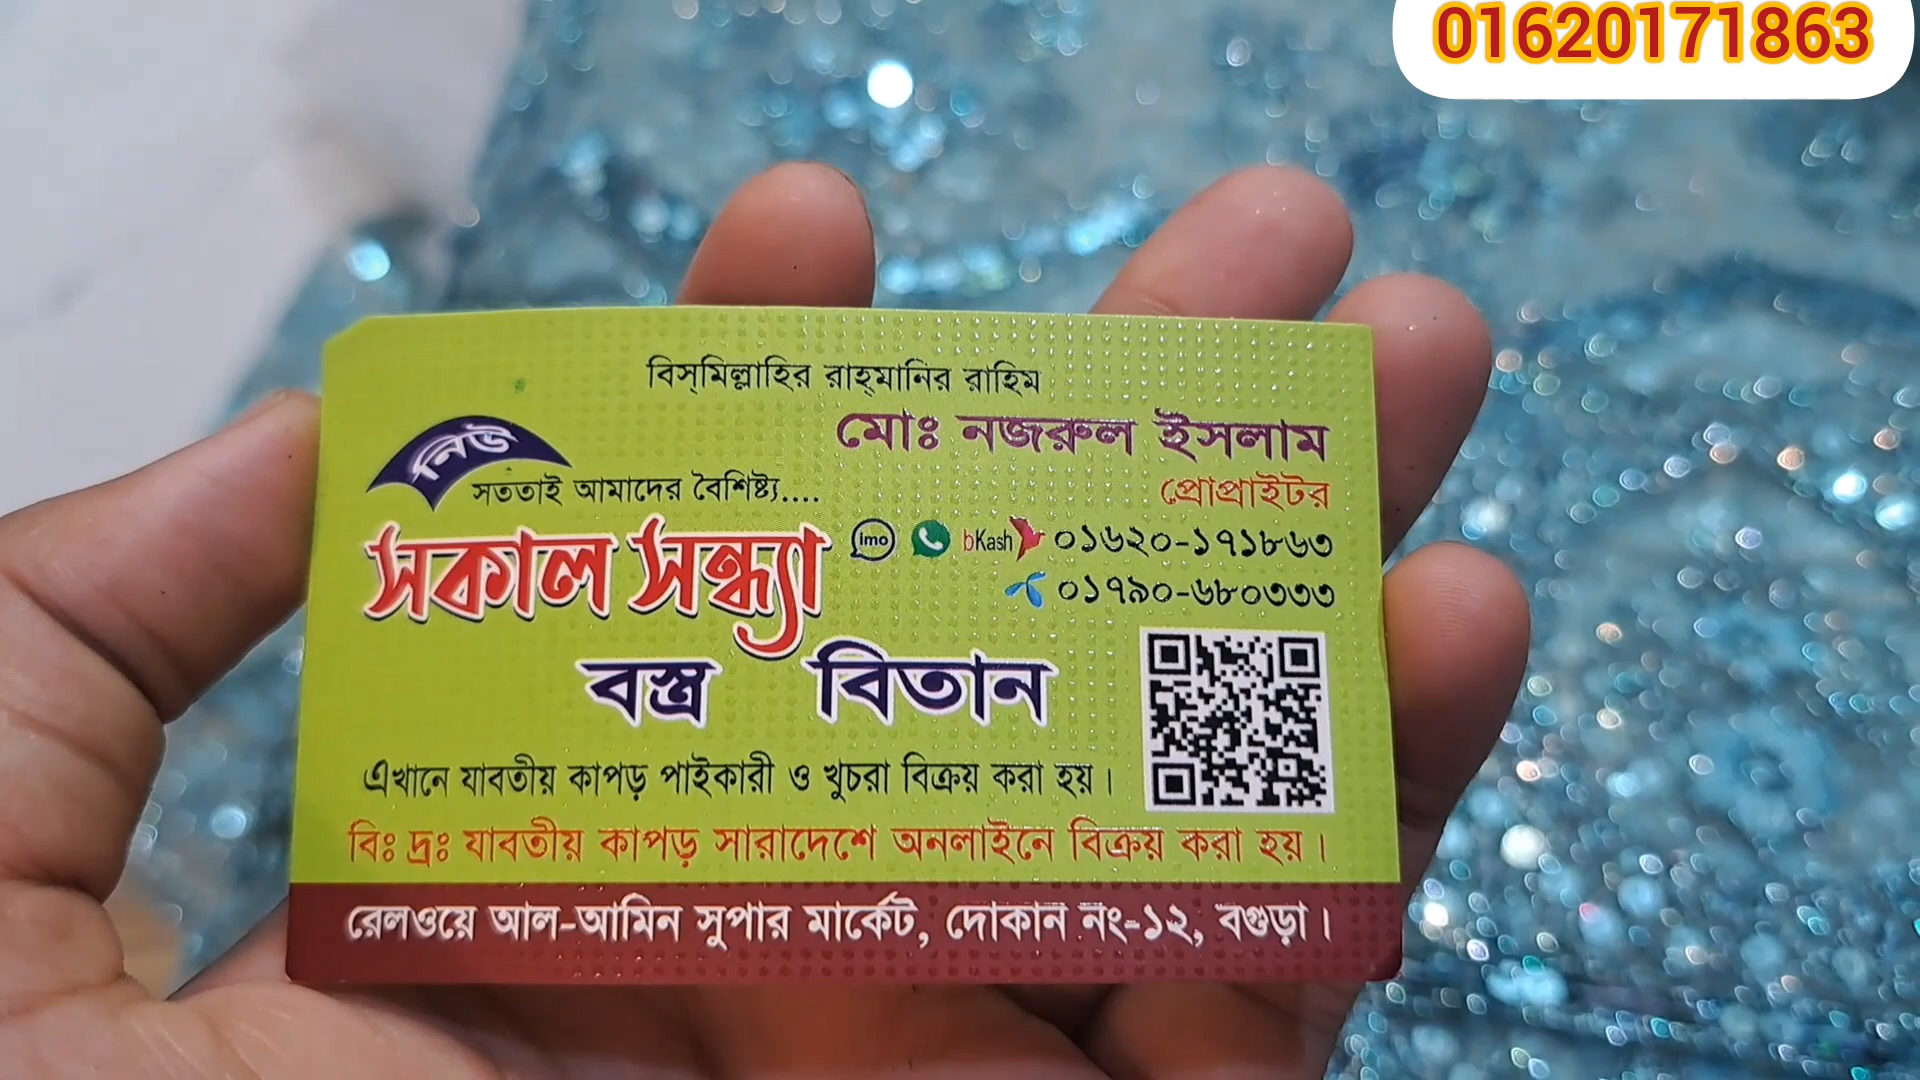 01620171863
বিস্‌মিল্লাহির রাহ্‌মানির রাহিম
মোঃ নজরুল ইসলাম
নিউ
সততাই আমাদের বৈশিষ্ট্য....
প্রোপ্রাইটর
সকাল সন্ধ্যা
imo bKash ০১৬২০-১৭১৮৬৩
০১৭৯০-৬৮০৩৩৩
বস্ত্র বিতান
এখানে যাবতীয় কাপড় পাইকারী ও খুচরা বিক্রয় করা হয়।
বিঃ দ্রঃ যাবতীয় কাপড় সারাদেশে অনলাইনে বিক্রয় করা হয়।
রেলওয়ে আল-আমিন সুপার মার্কেট, দোকান নং-১২, বগুড়া।